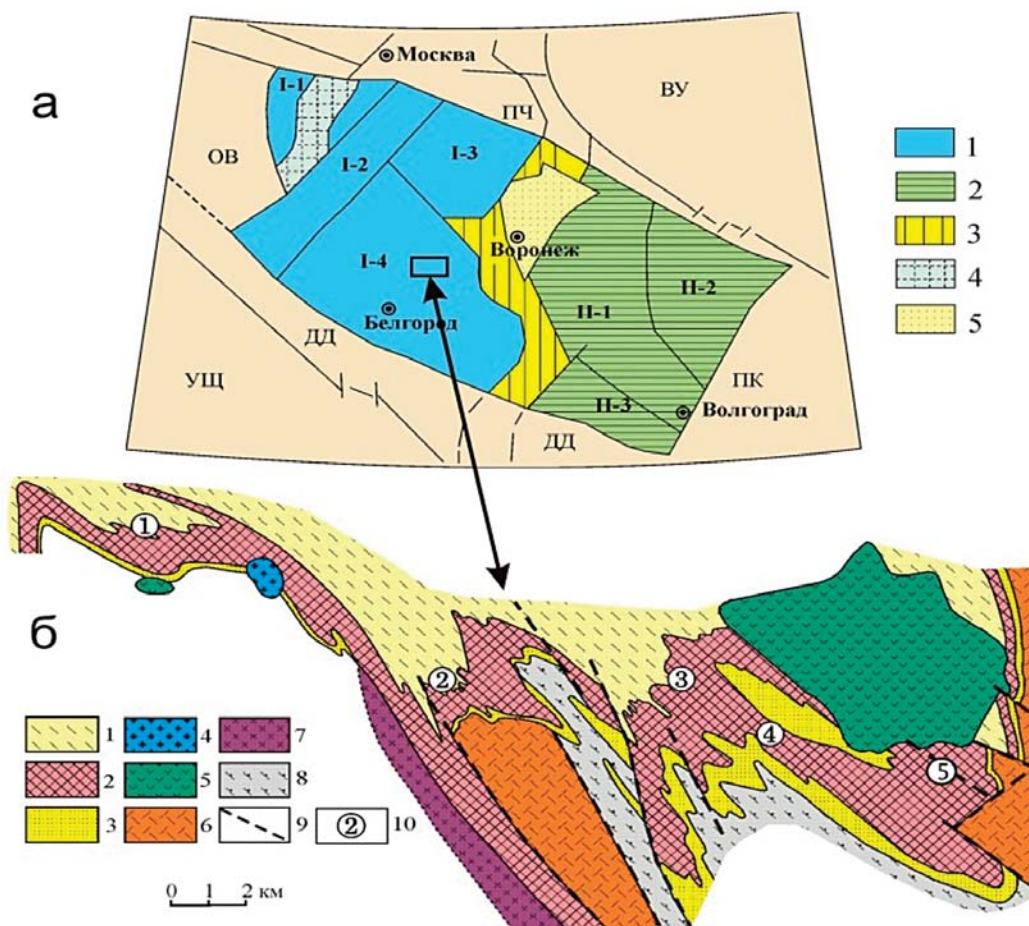 а
Москва
I-1
ПЧ
ВУ
ОВ
I-2
I-3
Воронеж
I-4
II-2
Белгород
II-1
ДД
УЩ
ПК
II-3
Волгоград
ДД
1
2
3
4
5
б
1
2
3
4
5
1 4 7
2 5 8
3 6 9 2 10
0 1 2 км